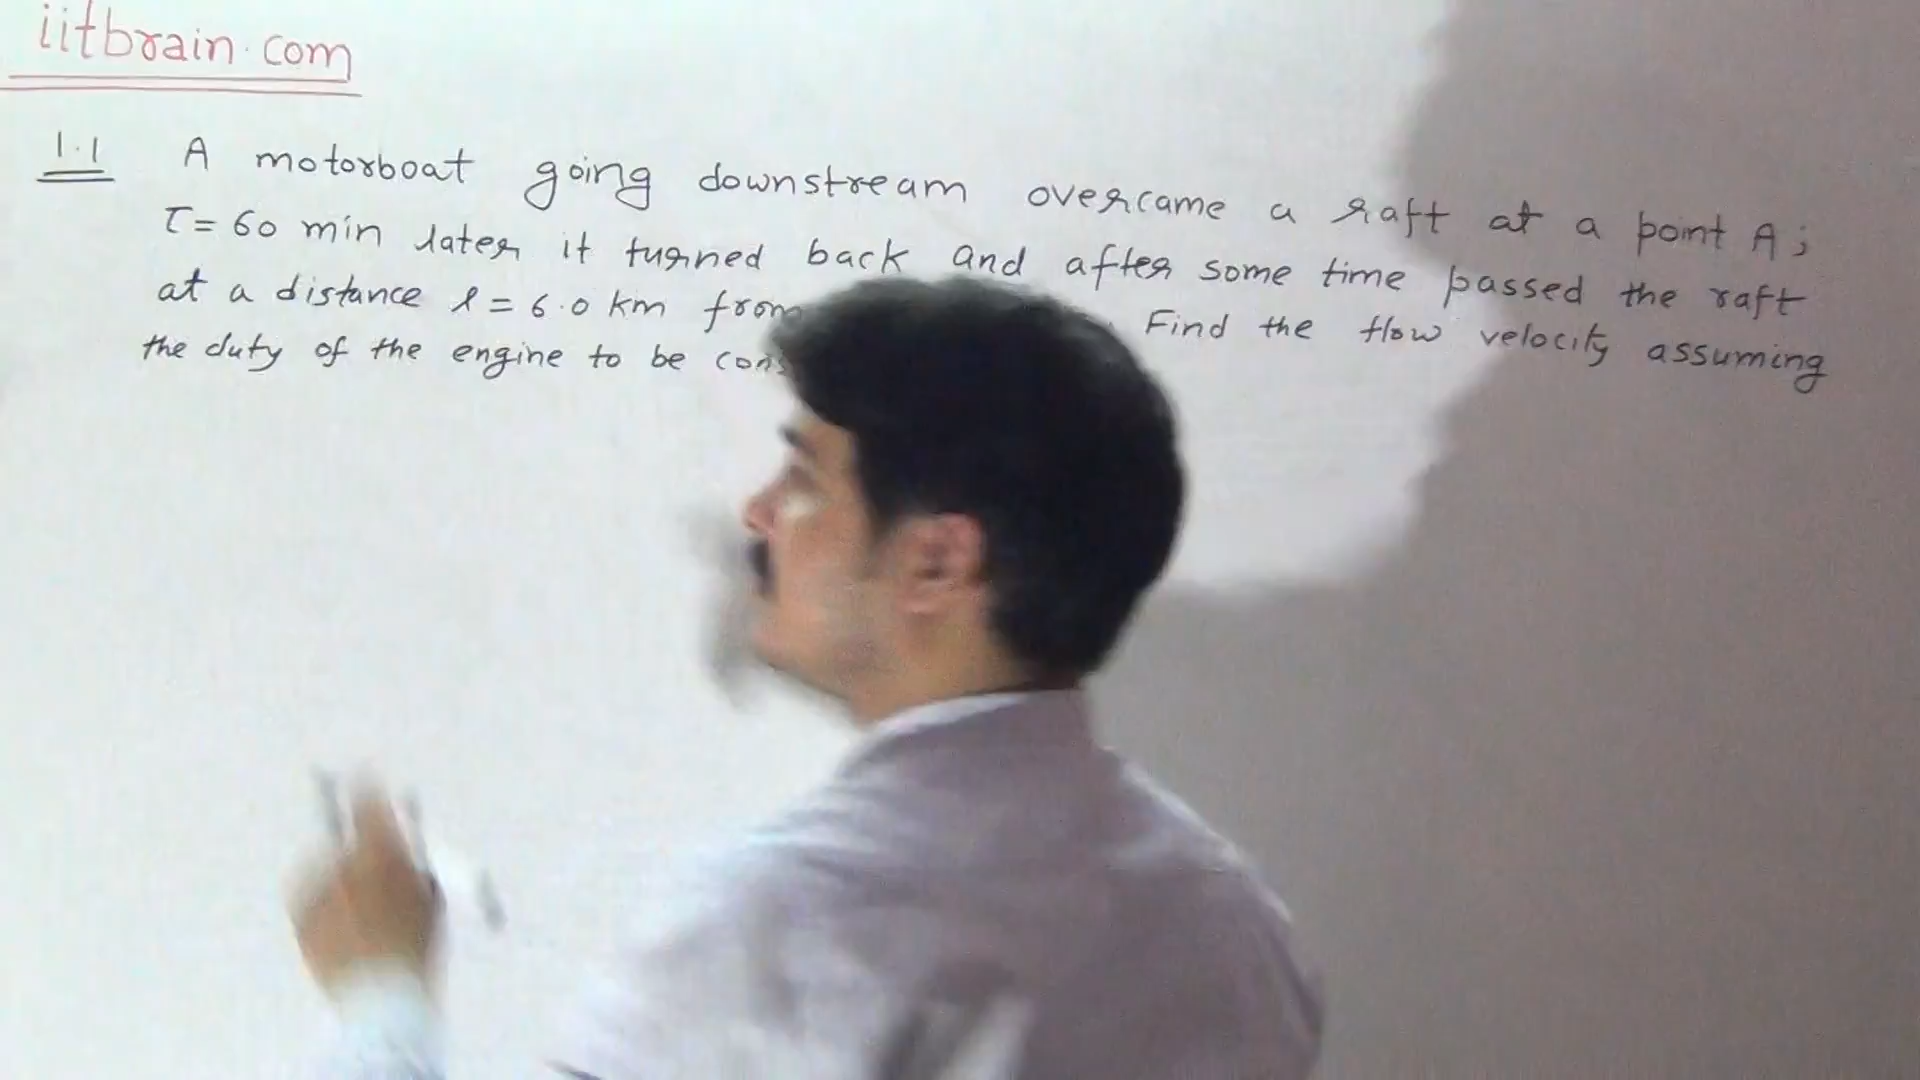 iitbrain.com
1.1 A motorboat going downstream overcame a raft at a point A;
τ = 60 min later it turned back and after some time passed the raft
at a distance l = 6.0 km from Find the flow velocity assuming
the duty of the engine to be